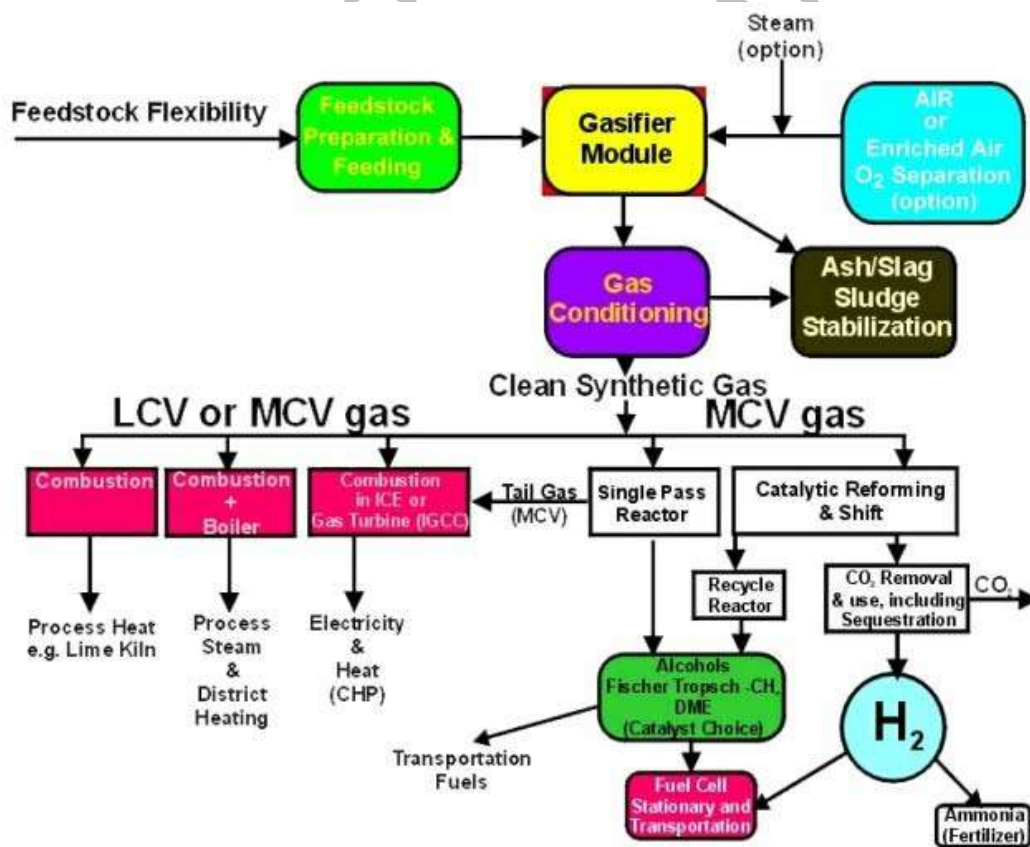 Steam
(option)
Feedstock Flexibility
Feedstock
Preparation &
Feeding
Gasifier
Module
AIR
or
Enriched Air
O₂ Separation
(option)
Gas
Conditioning
Ash/Slag
Sludge
Stabilization
Clean Synthetic Gas
LCV or MCV gas
MCV gas
Combustion
Combustion
+
Boiler
Combustion
in ICE or
Gas Turbine (IGCC)
Tail Gas
(MCV)
Single Pass
Reactor
Catalytic Reforming
& Shift
Recycle
Reactor
CO₂ Removal
& use, including
Sequestration
CO₂
Process Heat
e.g. Lime Kiln
Process
Steam
&
District
Heating
Electricity
&
Heat
(CHP)
Alcohols
Fischer Tropsch -CH,
DME
(Catalyst Choice)
H₂
Transportation
Fuels
Fuel Cell
Stationary and
Transportation
Ammonia
(Fertilizer)